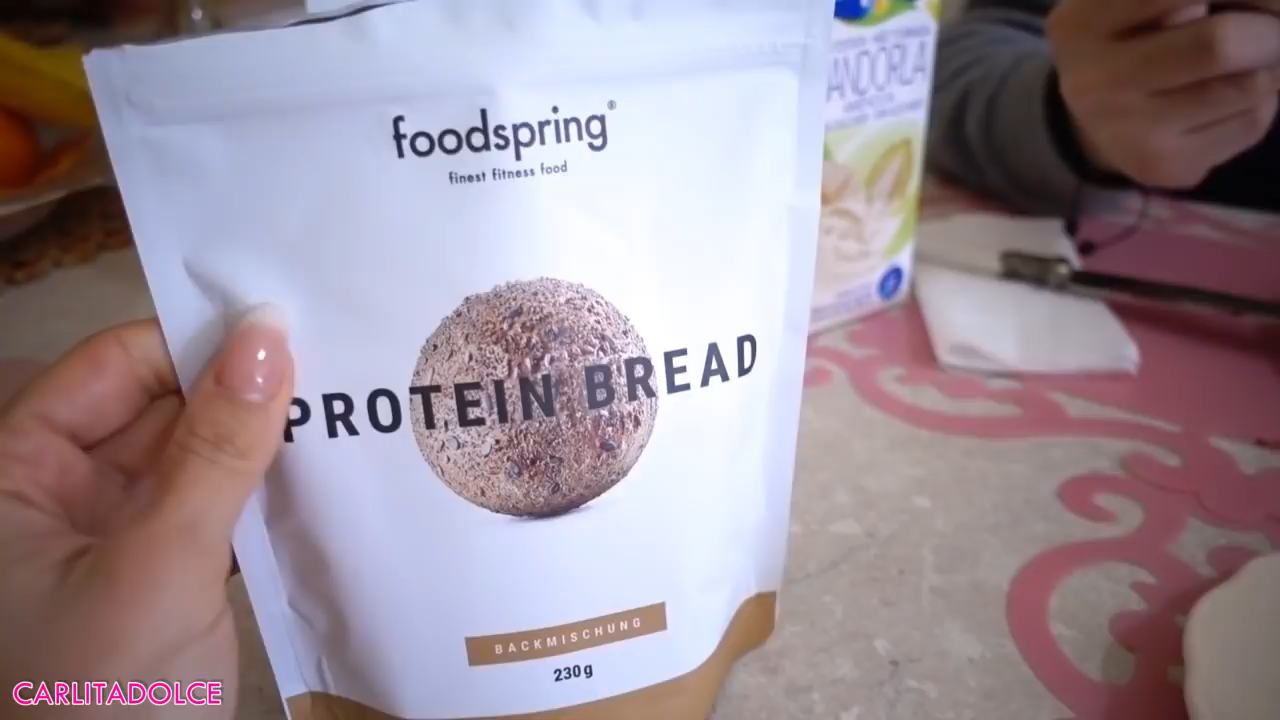 foodspring®
finest fitness food
PROTEIN BREAD
BACKMISCHUNG
230g
ANDORLA
CARLITADOLCE